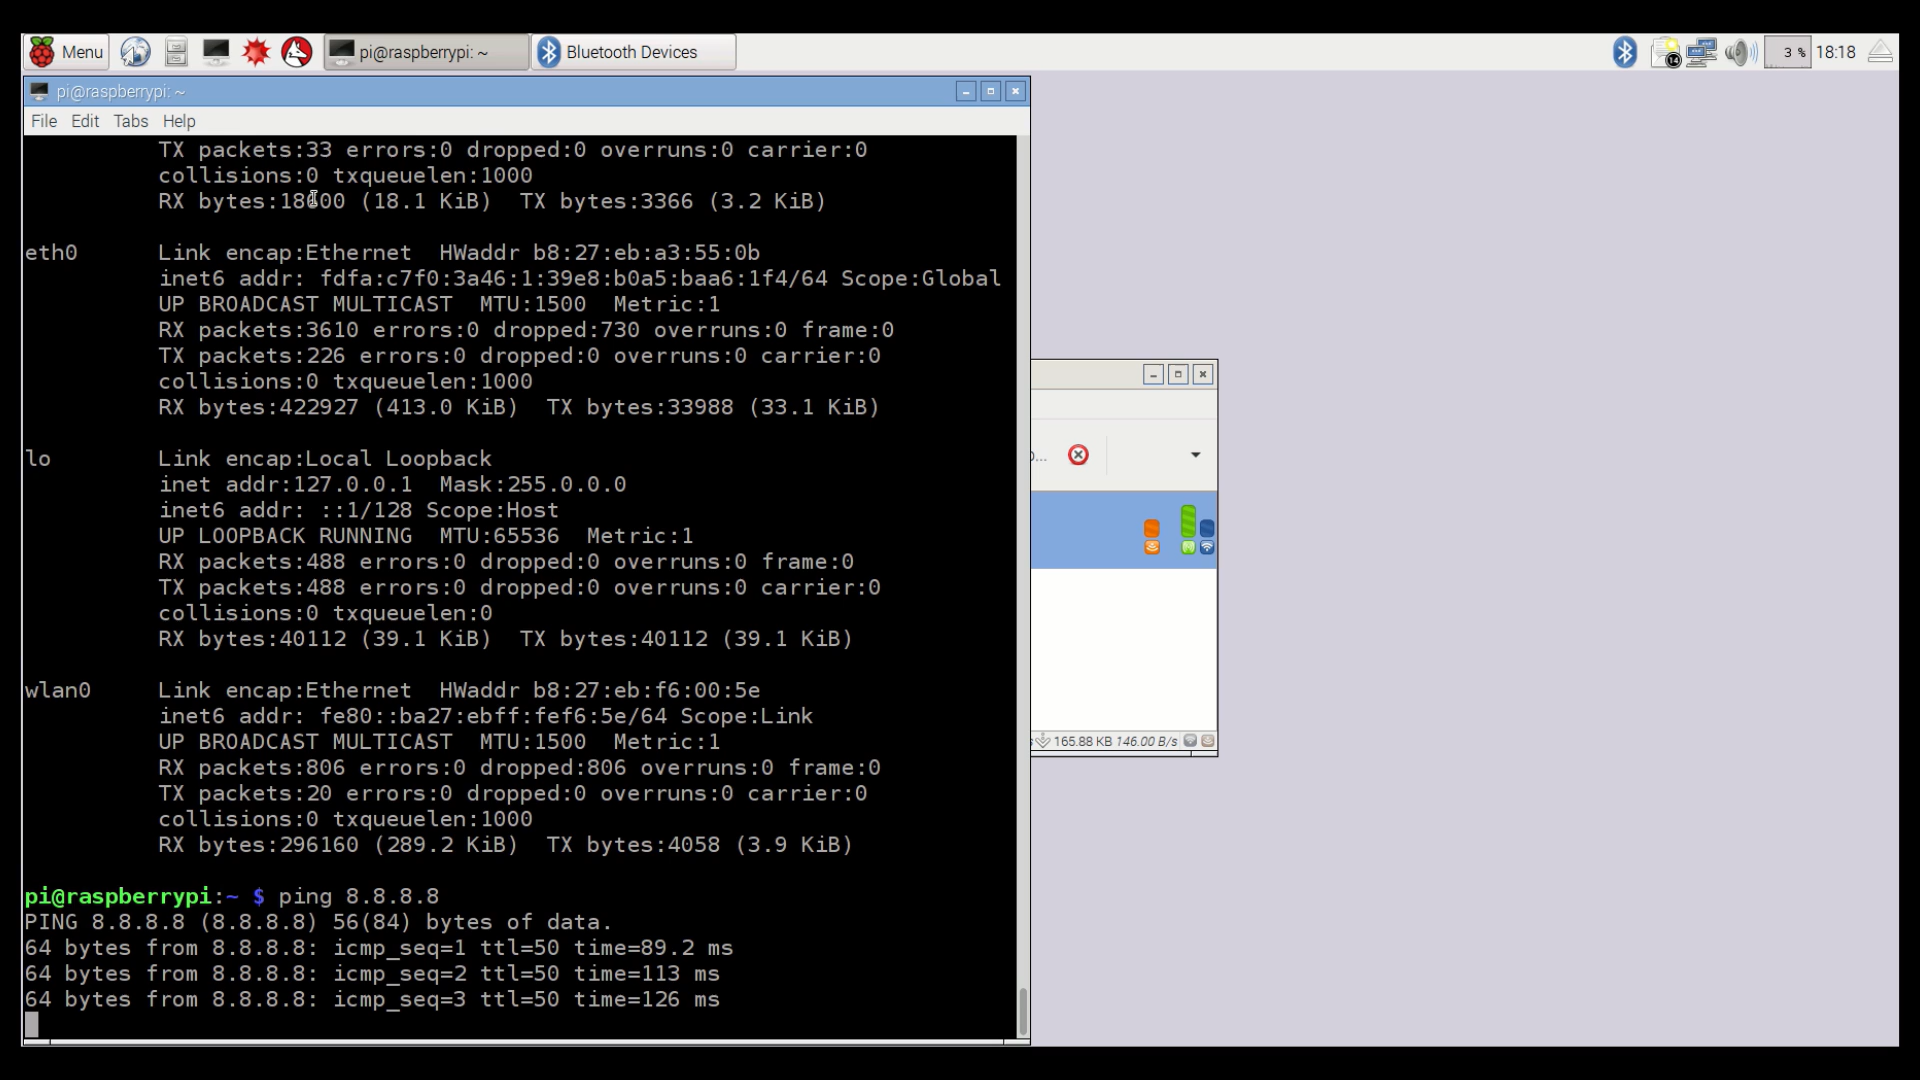 Menu
pi@raspberrypi: ~
Bluetooth Devices
14
3 %
18:18
pi@raspberrypi: ~
File Edit Tabs Help
TX packets:33 errors:0 dropped:0 overruns:0 carrier:0
collisions:0 txqueuelen:1000
RX (18.1 KiB) TX bytes:3366 (3.2 KiB)
eth0 Link encap:Ethernet HWaddr b8:27:eb:a3:55:0b
inet6 addr: fdfa:c7f0:3a46:1:39e8:b0a5:baa6:1f4/64 Scope:Global
UP BROADCAST MULTICAST MTU:1500 Metric:1
RX packets:3610 errors:0 dropped:730 overruns:0 frame:0
TX packets:226 errors:0 dropped:0 overruns:0 carrier:0
collisions:0 txqueuelen:1000
RX bytes:422927 (413.0 KiB) TX bytes:33988 (33.1 KiB)
lo Link encap:Local Loopback
inet addr:127.0.0.1 Mask:255.0.0.0
inet6 addr: ::1/128 Scope:Host
UP LOOPBACK RUNNING MTU:65536 Metric:1
RX packets:488 errors:0 dropped:0 overruns:0 frame:0
TX packets:488 errors:0 dropped:0 overruns:0 carrier:0
collisions:0 txqueuelen:0
RX bytes:40112 (39.1 KiB) TX bytes:40112 (39.1 KiB)
wlan0 Link encap:Ethernet HWaddr b8:27:eb:f6:00:5e
inet6 addr: fe80::ba27:ebff:fef6:5e/64 Scope:Link
UP BROADCAST MULTICAST MTU:1500 Metric:1
RX packets:806 errors:0 dropped:806 overruns:0 frame:0
TX packets:20 errors:0 dropped:0 overruns:0 carrier:0
collisions:0 txqueuelen:1000
RX bytes:296160 (289.2 KiB) TX bytes:4058 (3.9 KiB)
pi@raspberrypi:~ $ ping 8.8.8.8
PING 8.8.8.8 (8.8.8.8) 56(84) bytes of data.
64 bytes from 8.8.8.8: icmp_seq=1 ttl=50 time=89.2 ms
64 bytes from 8.8.8.8: icmp_seq=2 ttl=50 time=113 ms
64 bytes from 8.8.8.8: icmp_seq=3 ttl=50 time=126 ms
165.88 KB 146.00 B/s